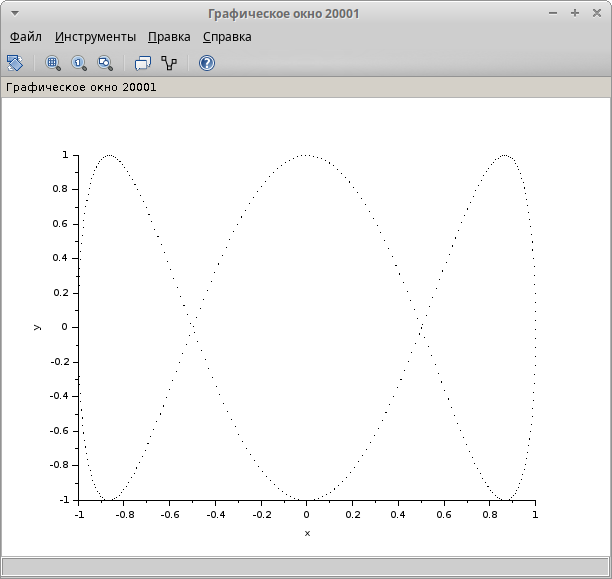 Графическое окно 20001
Файл Инструменты Правка Справка
Графическое окно 20001
1
0.8
0.6
0.4
0.2
0
-0.2
-0.4
-0.6
-0.8
-1
y
-1 -0.8 -0.6 -0.4 -0.2 0 0.2 0.4 0.6 0.8 1
x